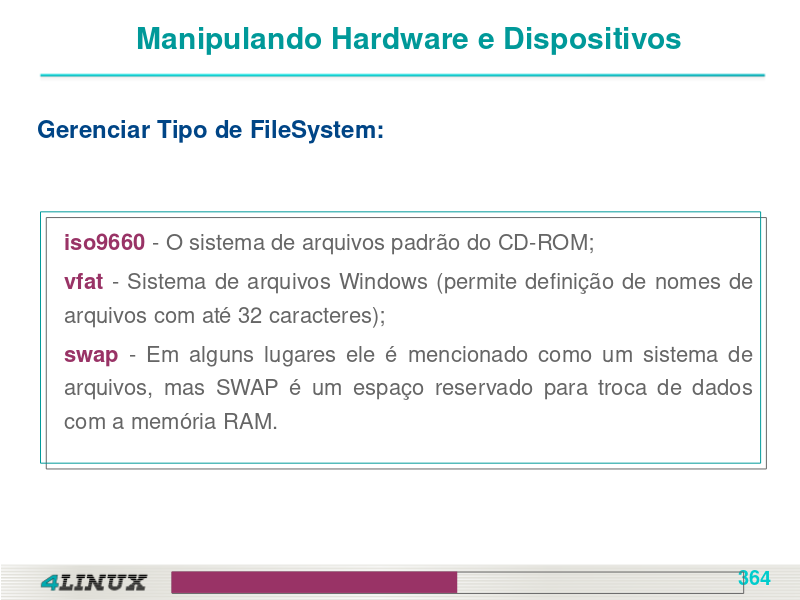 Manipulando Hardware e Dispositivos
Gerenciar Tipo de FileSystem:
iso9660 - O sistema de arquivos padrão do CD-ROM;
vfat - Sistema de arquivos Windows (permite definição de nomes de
arquivos com até 32 caracteres);
swap - Em alguns lugares ele é mencionado como um sistema de
arquivos, mas SWAP é um espaço reservado para troca de dados
com a memória RAM.
4LINUX
364